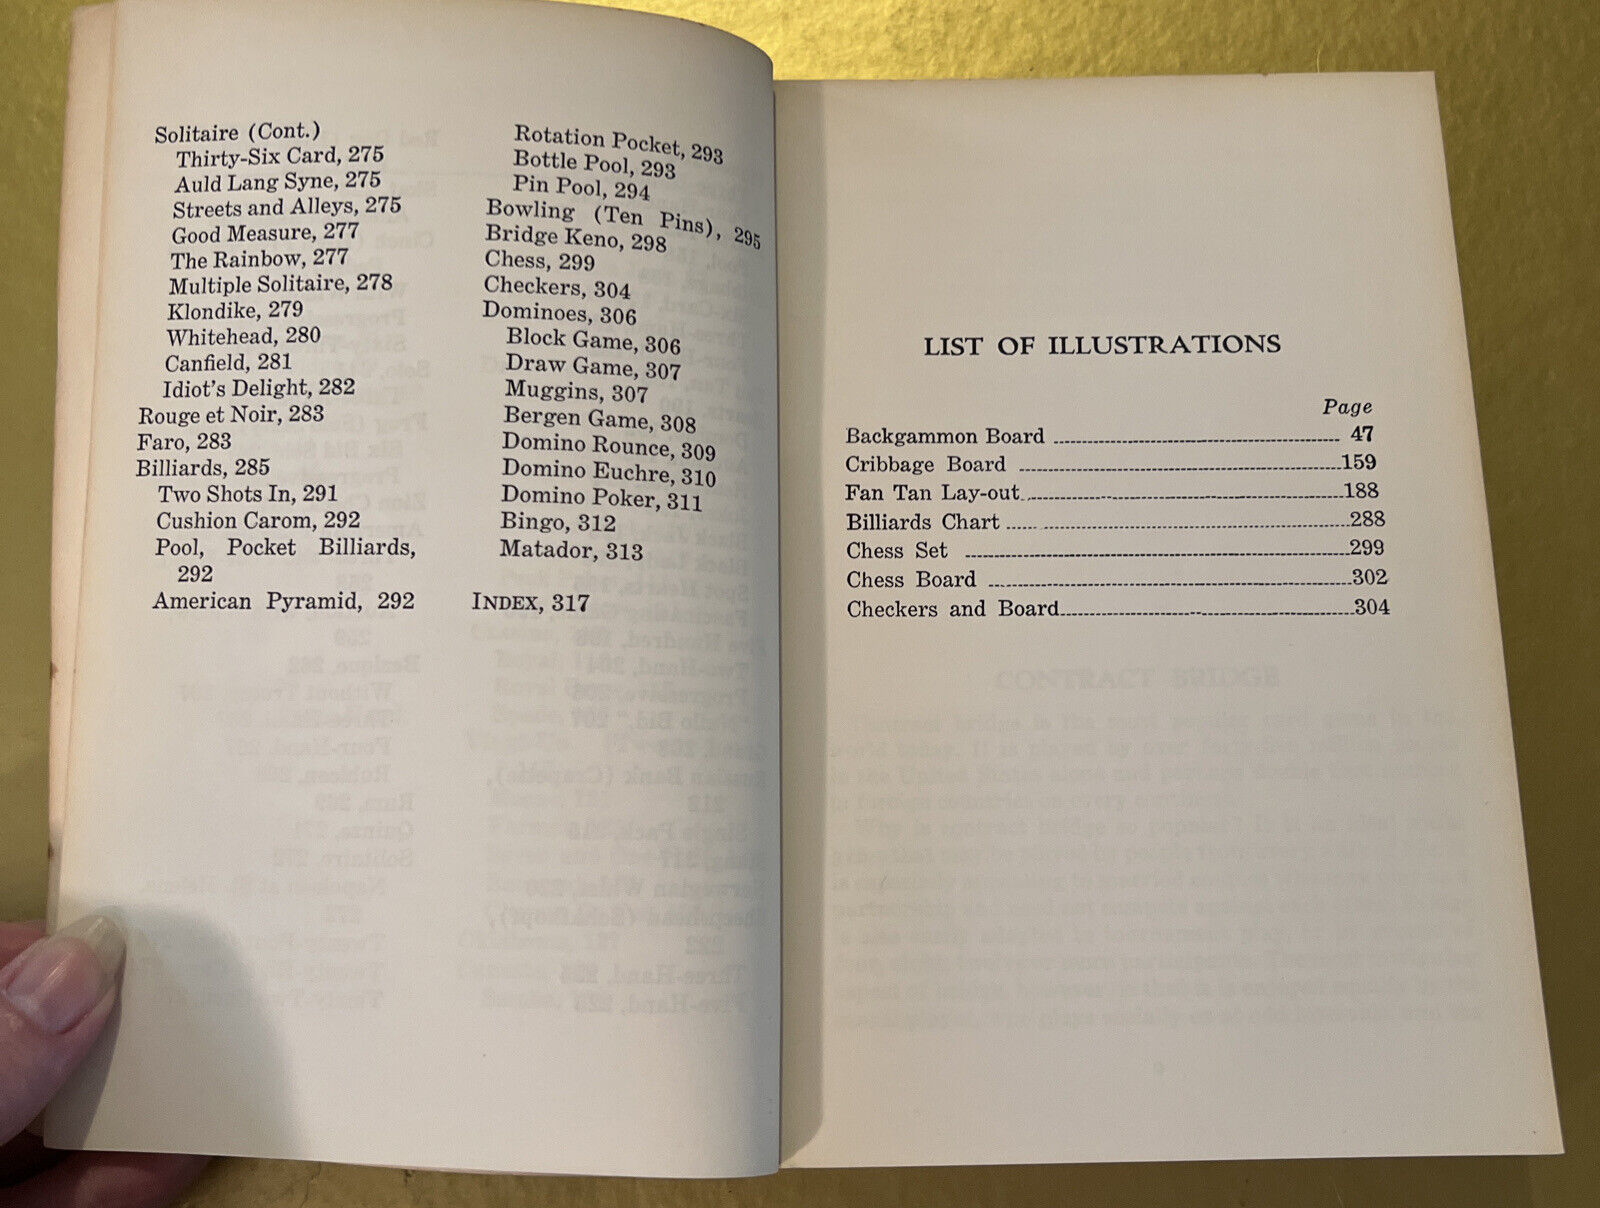 Solitaire (Cont.)
Thirty-Six Card, 275
Auld Lang Syne, 275
Streets and Alleys, 275
Good Measure, 277
The Rainbow, 277
Multiple Solitaire, 278
Klondike, 279
Whitehead, 280
Canfield, 281
Idiot's Delight, 282
Rouge et Noir, 283
Faro, 283
Billiards, 285
Two Shots In, 291
Cushion Carom, 292
Pool, Pocket Billiards,
292
American Pyramid, 292
Rotation Pocket, 293
Bottle Pool, 293
Pin Pool, 294
Bowling (Ten Pins), 295
Bridge Keno, 298
Chess, 299
Checkers, 304
Dominoes, 306
Block Game, 306
Draw Game, 307
Muggins, 307
Bergen Game, 308
Domino Rounce, 309
Domino Euchre, 310
Domino Poker, 311
Bingo, 312
Matador, 313
INDEX, 317
LIST OF ILLUSTRATIONS
Page
Backgammon Board 47
Cribbage Board 159
Fan Tan Lay-out 188
Billiards Chart 288
Chess Set 299
Chess Board 302
Checkers and Board 304